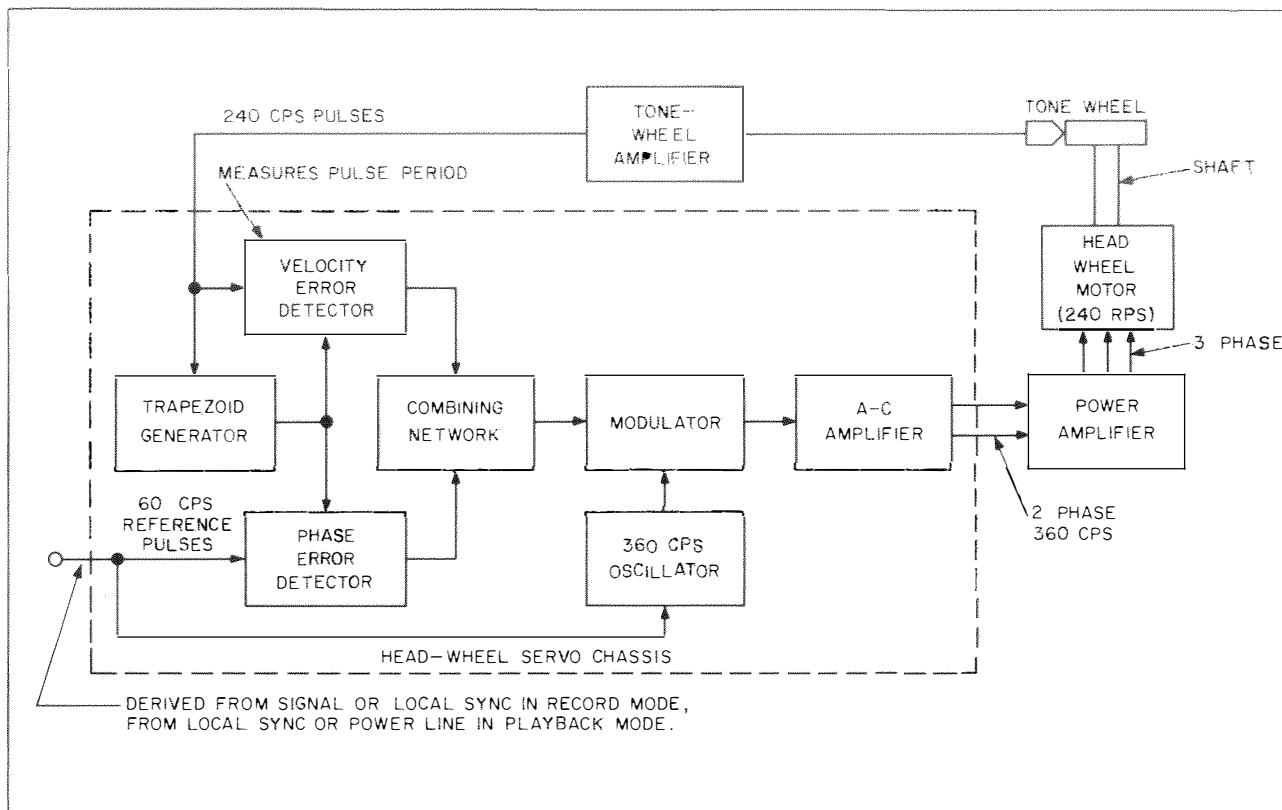 240 CPS PULSES
TONE-
WHEEL
AMPLIFIER
TONE WHEEL
MEASURES PULSE PERIOD
SHAFT
VELOCITY
ERROR
DETECTOR
HEAD
WHEEL
MOTOR
(240 RPS)
3 PHASE
TRAPEZOID
GENERATOR
COMBINING
NETWORK
MODULATOR
A-C
AMPLIFIER
POWER
AMPLIFIER
60 CPS
REFERENCE
PULSES
PHASE
ERROR
DETECTOR
360 CPS
OSCILLATOR
2 PHASE
360 CPS
HEAD-WHEEL SERVO CHASSIS
DERIVED FROM SIGNAL OR LOCAL SYNC IN RECORD MODE,
FROM LOCAL SYNC OR POWER LINE IN PLAYBACK MODE.